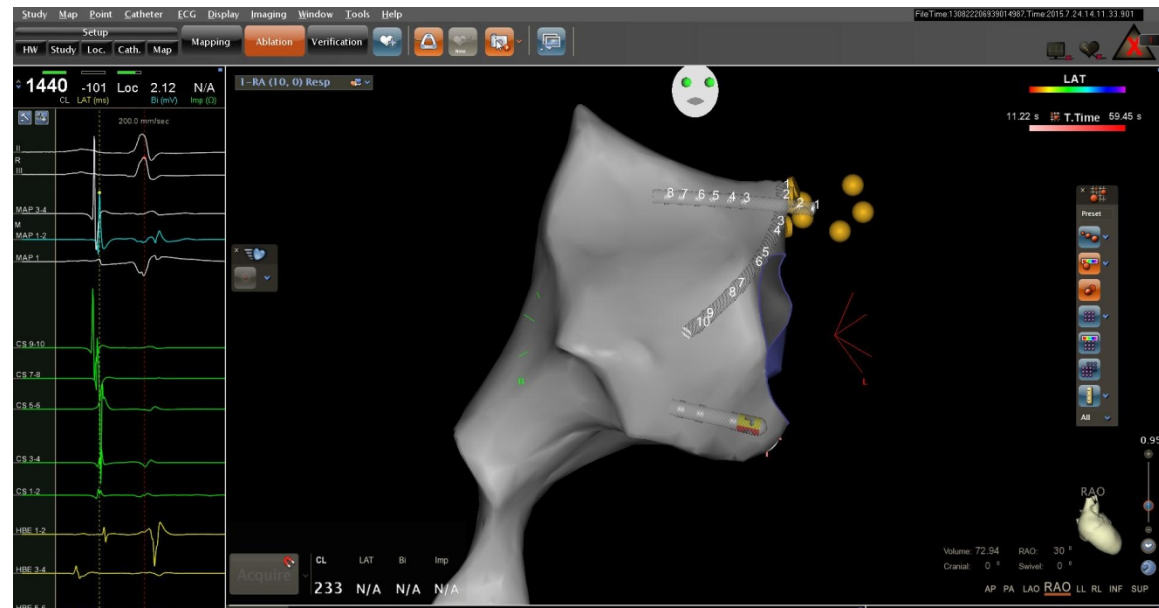 Study Map Point Catheter ECG Display Imaging Window Tools Help
FileTime:130822206939014987,Time:2015.7.24.14.11.33.901
Setup
HW Study Loc. Cath. Map
Mapping
Ablation
Verification
New
1440 -101 Loc 2.12 N/A
CL LAT (ms) Bi (mV) Imp (Ω)
200.0 mm/sec
II
R
III
MAP 3-4
M
MAP 1-2
MAP 1
CS 9-10
CS 7-8
CS 5-6
CS 3-4
CS 1-2
HBE 1-2
HBE 3-4
HBE 5-6
1-RA (10, 0) Resp
LAT
11.22 s T.Time 59.45 s
8 7 6 5 4 3 2 1
1
2
3
4
5
6
7
8
9
10
R
L
Preset
All
0.95
RAO
Volume: 72.94 RAO: 30 °
Cranial: 0 ° Swivel: 0 °
AP PA LAO RAO LL RL INF SUP
Acquire
CL LAT Bi Imp
233 N/A N/A N/A